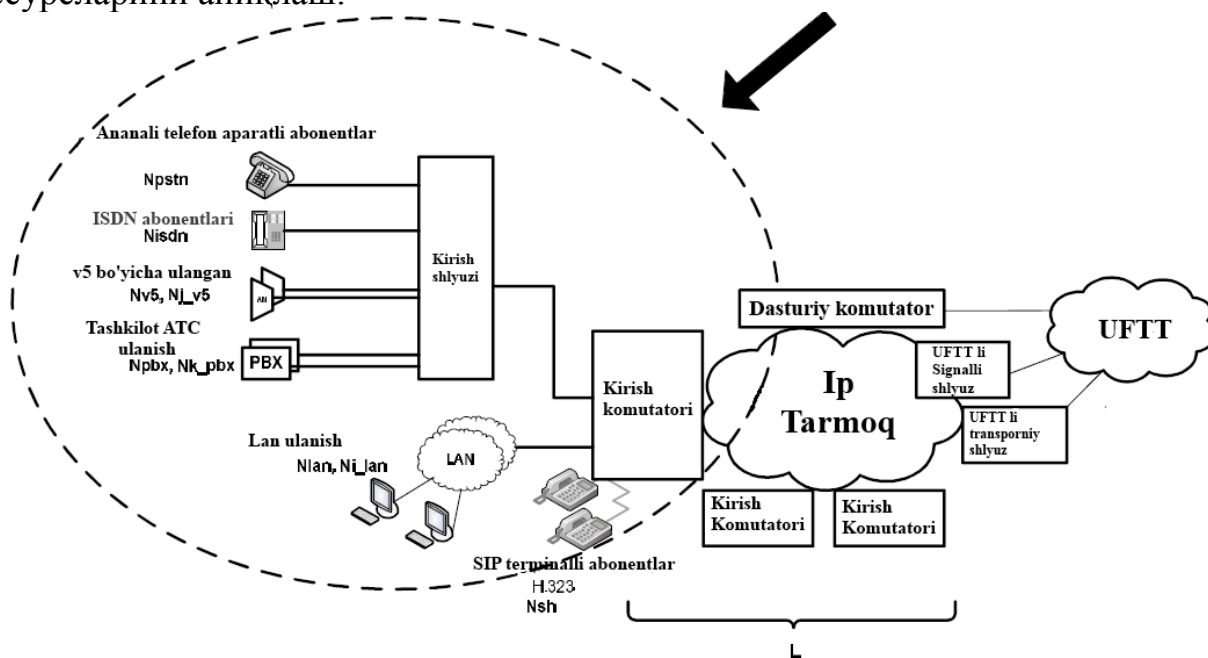 аниқлаш.
Ananali telefon aparatli abonentlar
Npstn
ISDN abonentlari
Nisdn
v5 bo'yicha ulangan
Nv5, Nj_v5
AN
Tashkilot ATC
ulanish
Npbx, Nk_pbx
PBX
Kirish
shlyuzi
Lan ulanish
Nlan, Ni_lan
LAN
SIP terminalli abonentlar
H.323
Nsh
Kirish
komutatori
Dasturiy komutator
Ip
Tarmoq
UFTT li
Signalli
shlyuz
UFTT li
transporniy
shlyuz
UFTT
Kirish
Komutatori
Kirish
Komutatori
L